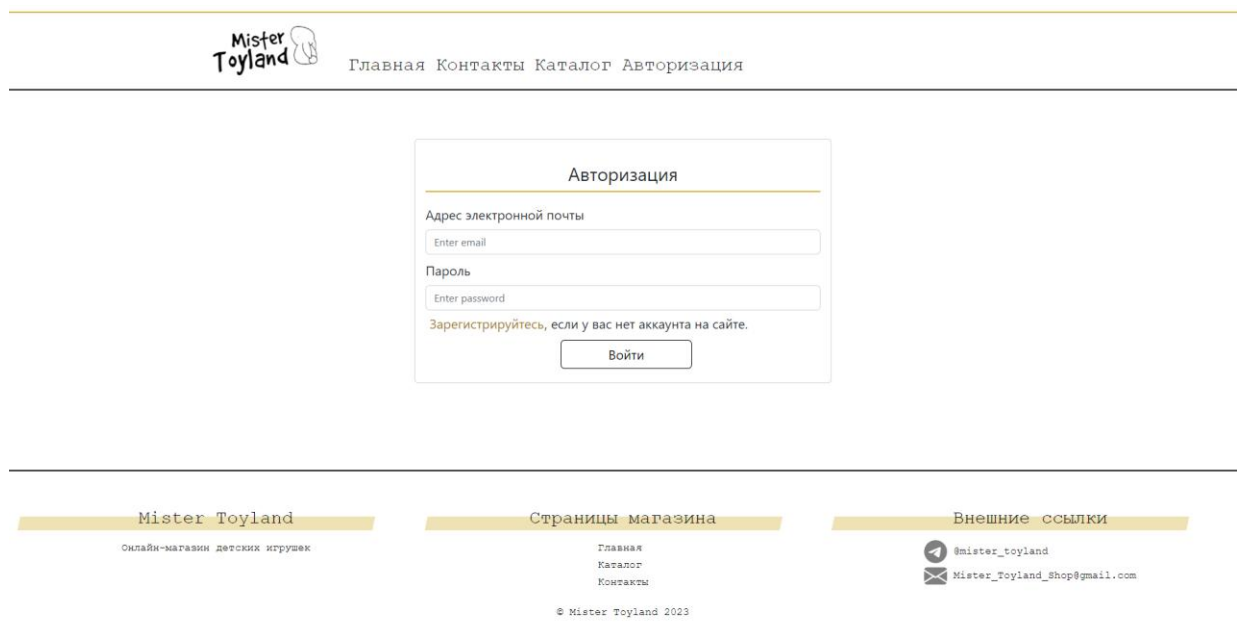 Mister
Toyland
Главная Контакты Каталог Авторизация
Авторизация
Адрес электронной почты
Enter email
Пароль
Enter password
Зарегистрируйтесь, если у вас нет аккаунта на сайте.
Войти
Mister Toyland
Онлайн-магазин детских игрушек
Страницы магазина
Главная
Каталог
Контакты
Внешние ссылки
@mister_toyland
Mister_Toyland_Shop@gmail.com
© Mister Toyland 2023